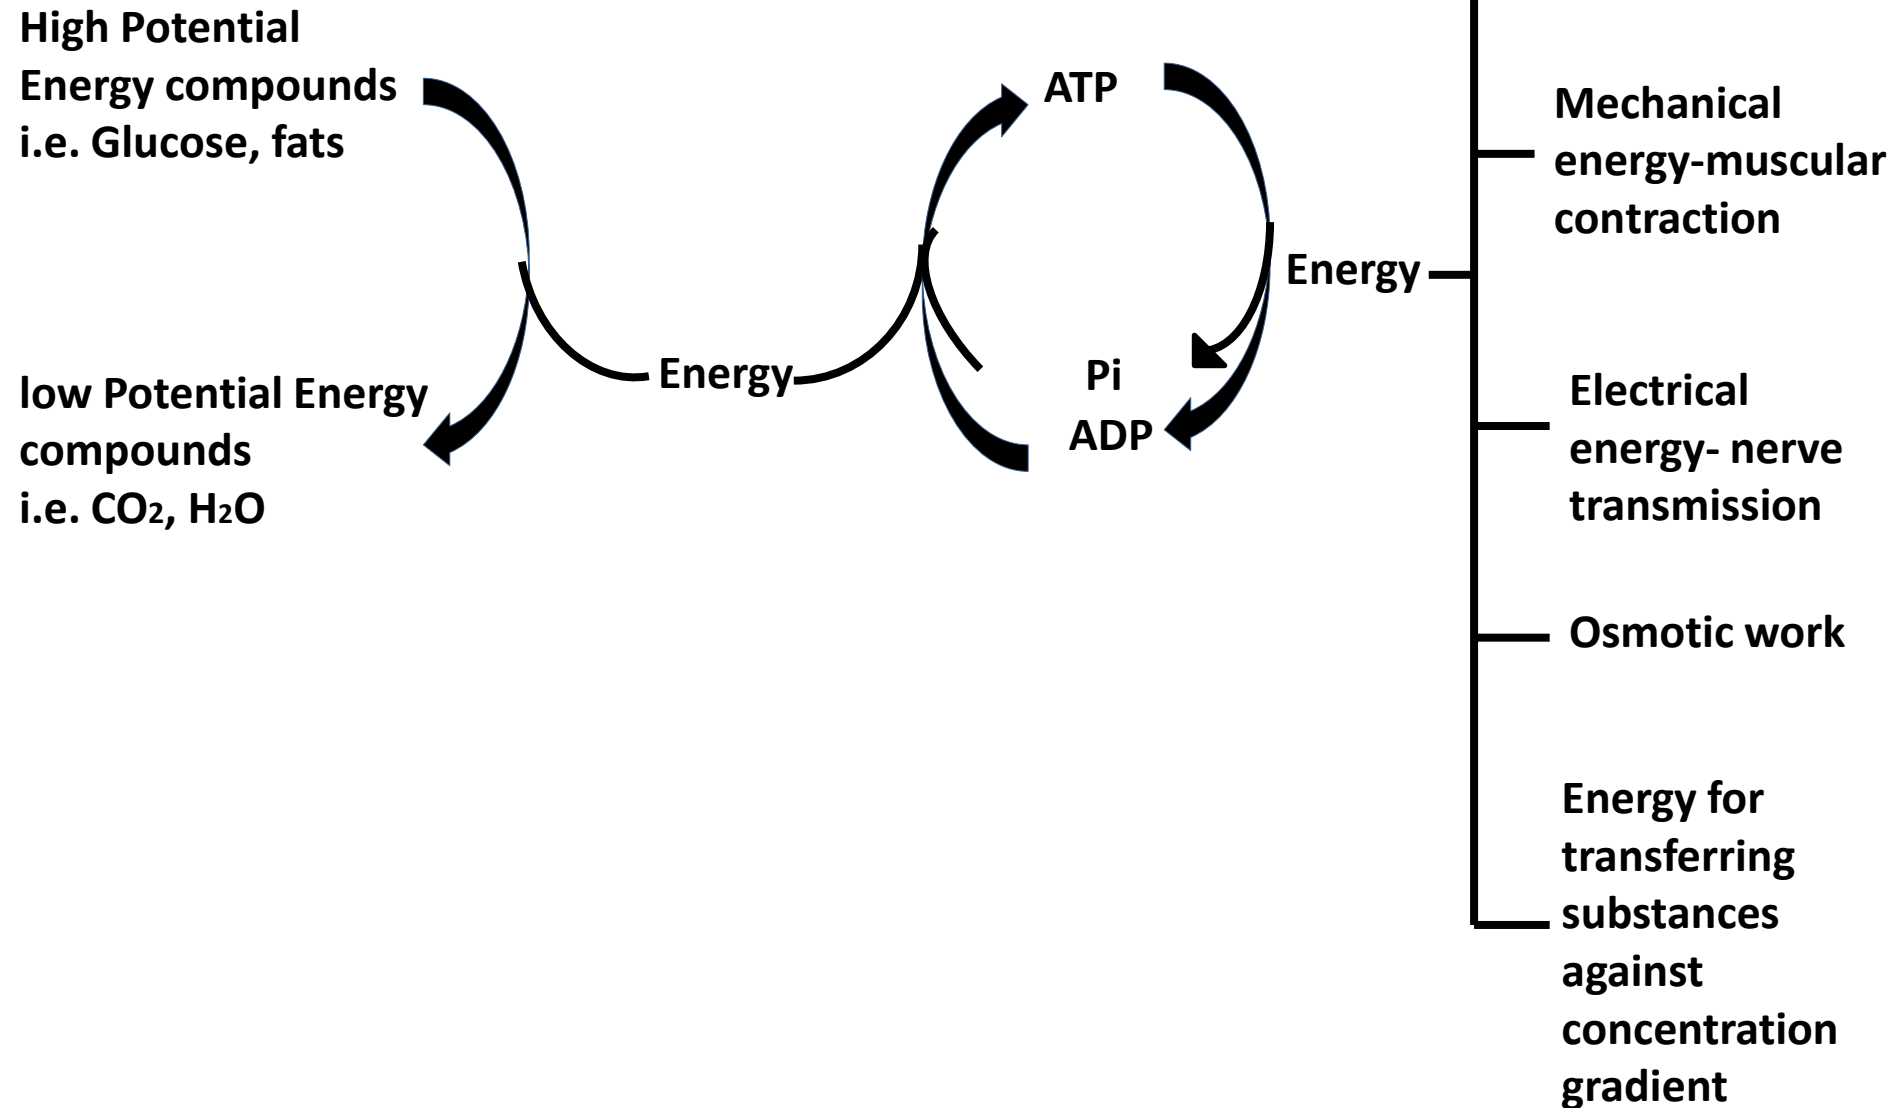 High Potential
Energy compounds
i.e. Glucose, fats
low Potential Energy
compounds
i.e. CO2, H2O
Energy
ATP
Pi
ADP
Energy
Mechanical
energy-muscular
contraction
Electrical
energy- nerve
transmission
Osmotic work
Energy for
transferring
substances
against
concentration
gradient